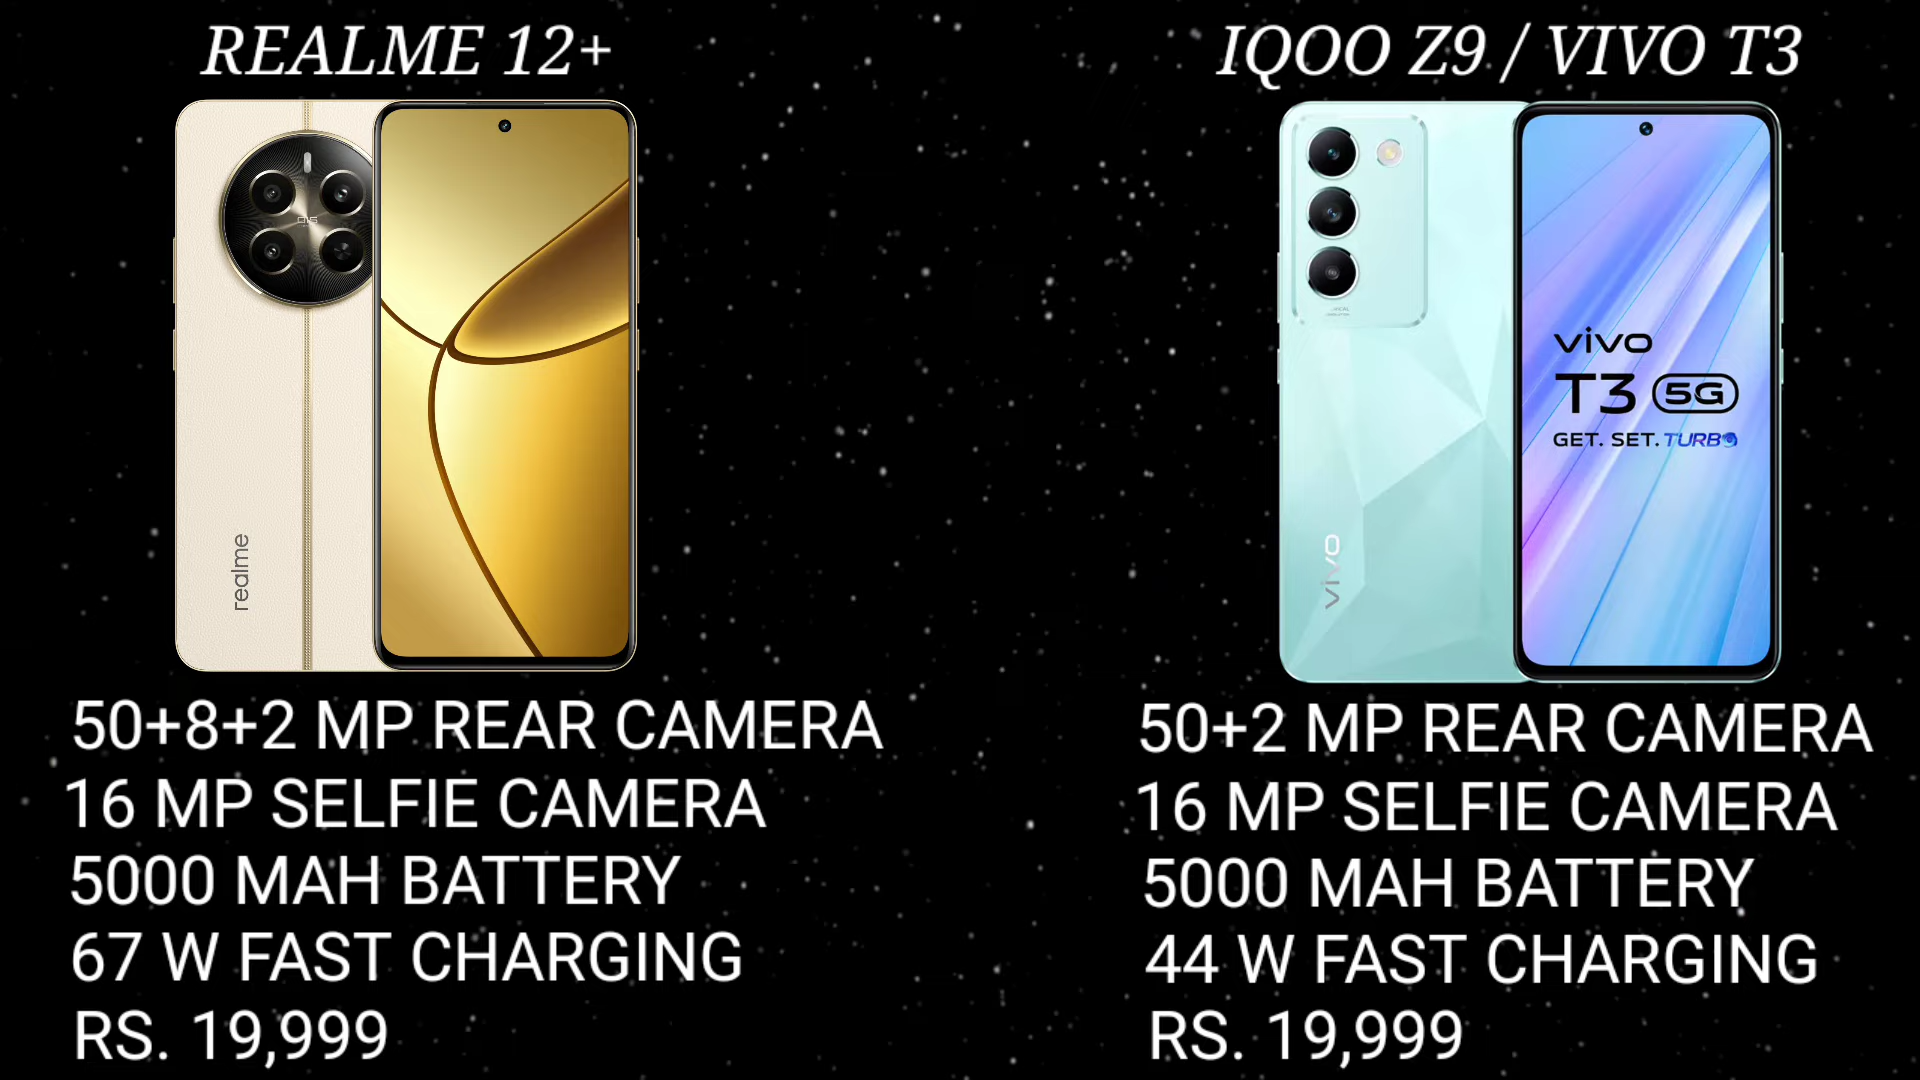 REALME 12+
realme
50+8+2 MP REAR CAMERA
16 MP SELFIE CAMERA
5000 MAH BATTERY
67 W FAST CHARGING
RS. 19,999
IQOO Z9 / VIVO T3
vivo
vivo
T3 5G
GET. SET. TURBO
50+2 MP REAR CAMERA
16 MP SELFIE CAMERA
5000 MAH BATTERY
44 W FAST CHARGING
RS. 19,999